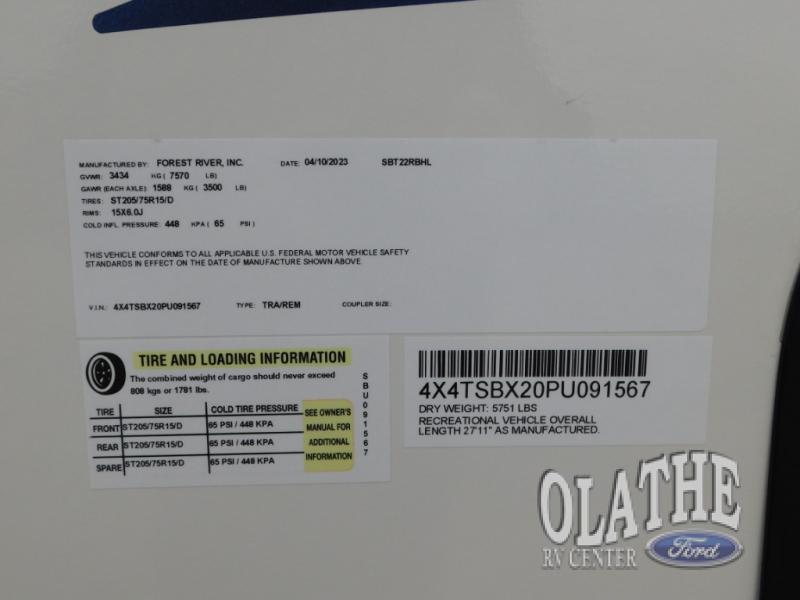 MANUFACTURED BY: FOREST RIVER, INC. DATE: 04/10/2023 SBT22RBHL
GVWR: 3434 KG ( 7570 LB)
GAWR (EACH AXLE) 1588 KG ( 3500 LB)
TIRES: ST205/75R15/D
RIMS: 15X6.0J
COLD INFL. PRESSURE: 448 KPA ( 65 PSI )
THIS VEHICLE CONFORMS TO ALL APPLICABLE U.S. FEDERAL MOTOR VEHICLE SAFETY
STANDARDS IN EFFECT ON THE DATE OF MANUFACTURE SHOWN ABOVE
V.I.N.: 4X4TSBX20PU091567 TYPE: TRA/REM COUPLER SIZE:
TIRE AND LOADING INFORMATION
The combined weight of cargo should never exceed
808 kgs or 1781 lbs.
TIRE SIZE COLD TIRE PRESSURE
FRONT ST205/75R15/D 65 PSI / 448 KPA
REAR ST205/75R15/D 65 PSI / 448 KPA
SPARE ST205/75R15/D 65 PSI / 448 KPA
SEE OWNER'S
MANUAL FOR
ADDITIONAL
INFORMATION
SBU091567
4X4TSBX20PU091567
DRY WEIGHT: 5751 LBS
RECREATIONAL VEHICLE OVERALL
LENGTH 27'11" AS MANUFACTURED.
OLATHE
RV CENTER
Ford